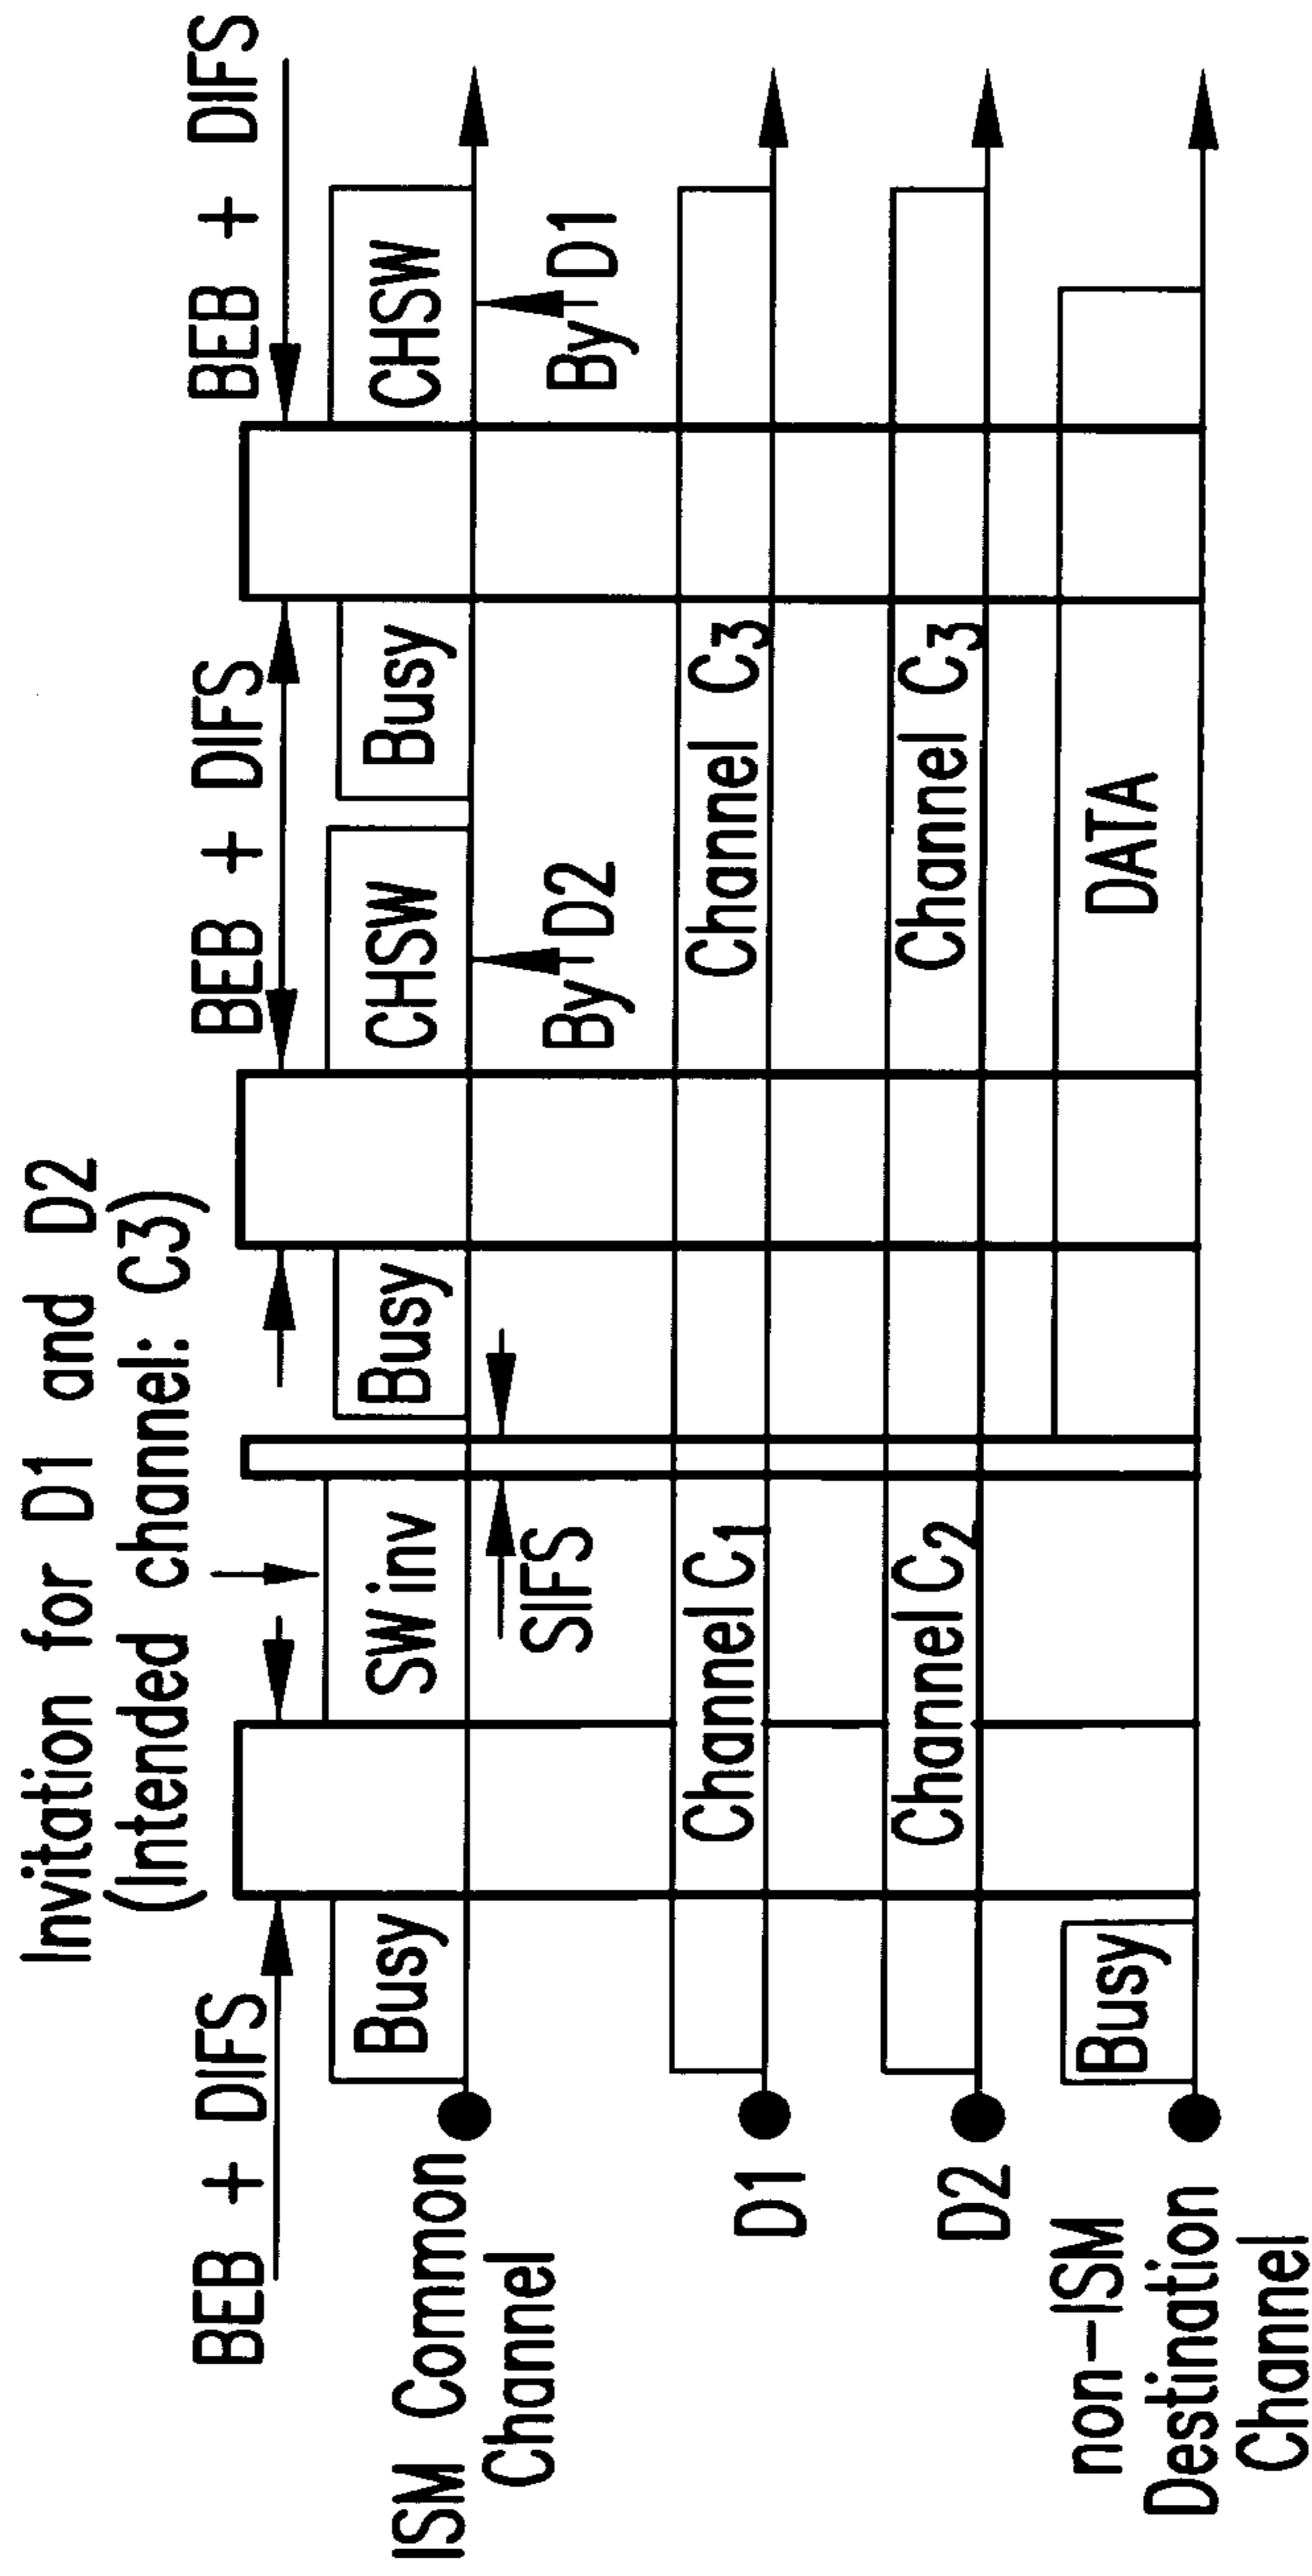 Invitation for D1 and D2
(Intended channel: C3)
BEB + DIFS
BEB + DIFS
BEB + DIFS
ISM Common
Channel
Busy
SW inv
Busy
CHSW
Busy
CHSW
SIFS
By D2
By D1
D1
Channel C1
Channel C3
D2
Channel C2
Channel C3
non-ISM
Destination
Channel
Busy
DATA